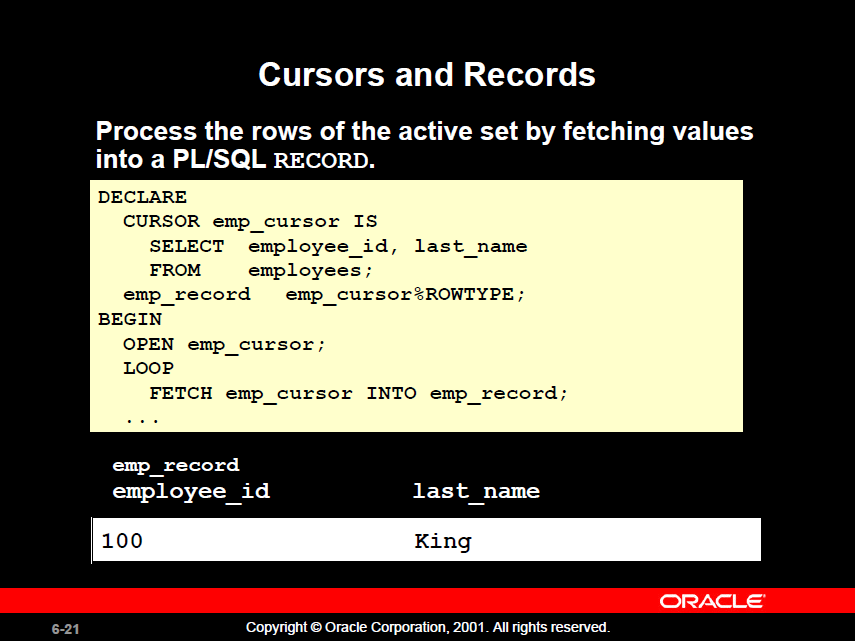 Cursors and Records
Process the rows of the active set by fetching values
into a PL/SQL RECORD.
DECLARE
  CURSOR emp_cursor IS
    SELECT  employee_id, last_name
    FROM    employees;
  emp_record   emp_cursor%ROWTYPE;
BEGIN
  OPEN emp_cursor;
  LOOP
    FETCH emp_cursor INTO emp_record;
  ...
emp_record
employee_id last_name
100 King
ORACLE®
6-21 Copyright © Oracle Corporation, 2001. All rights reserved.